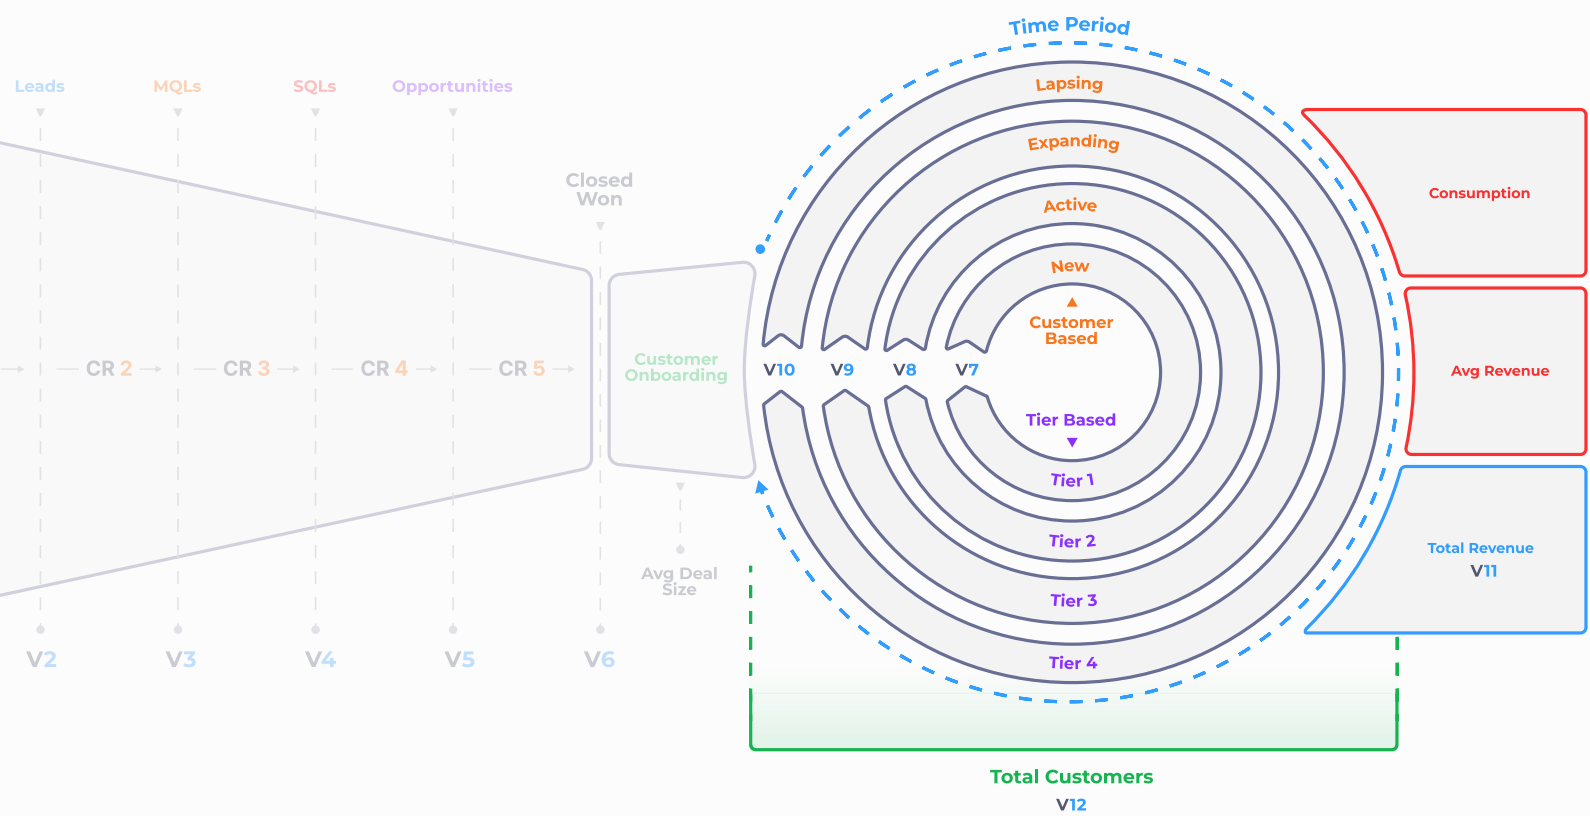 Time Period
Leads
MQLs
SQLs
Opportunities
Closed
Won
CR 2
CR 3
CR 4
CR 5
Customer
Onboarding
Avg Deal
Size
V2
V3
V4
V5
V6
Lapsing
Expanding
Active
New
Customer
Based
V10
V9
V8
V7
Tier Based
Tier 1
Tier 2
Tier 3
Tier 4
Consumption
Avg Revenue
Total Revenue
V11
Total Customers
V12